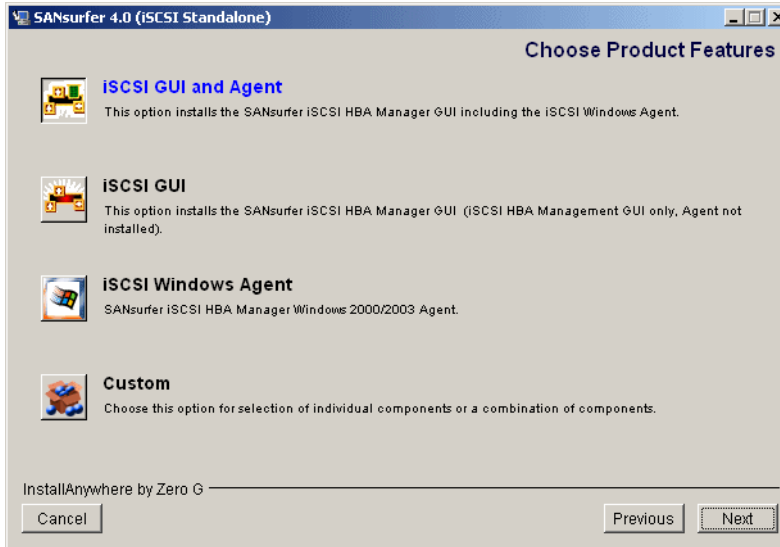 SANsurfer 4.0 (iSCSI Standalone)
Choose Product Features
iSCSI GUI and Agent
This option installs the SANsurfer iSCSI HBA Manager GUI including the iSCSI Windows Agent.
iSCSI GUI
This option installs the SANsurfer iSCSI HBA Manager GUI (iSCSI HBA Management GUI only, Agent not
installed).
iSCSI Windows Agent
SANsurfer iSCSI HBA Manager Windows 2000/2003 Agent.
Custom
Choose this option for selection of individual components or a combination of components.
InstallAnywhere by Zero G
Cancel
Previous
Next